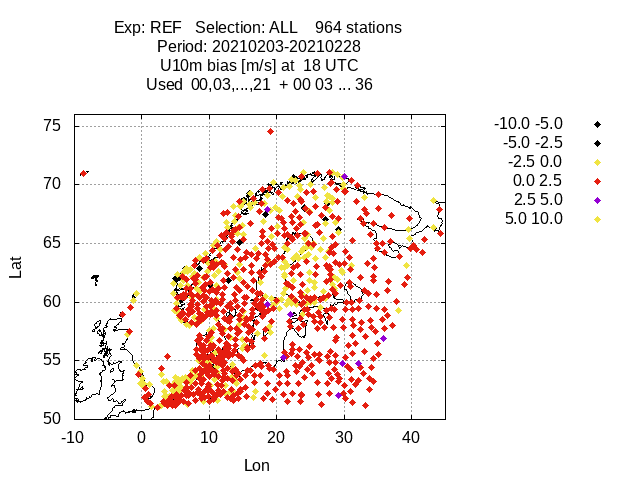 Exp: REF   Selection: ALL    964 stations
Period: 20210203-20210228
U10m bias [m/s] at  18 UTC
Used  00,03,...,21  + 00 03 ... 36
-10.0 -5.0
-5.0 -2.5
-2.5 0.0
0.0 2.5
2.5 5.0
5.0 10.0
75
70
65
60
55
50
Lat
-10 0 10 20 30 40
Lon